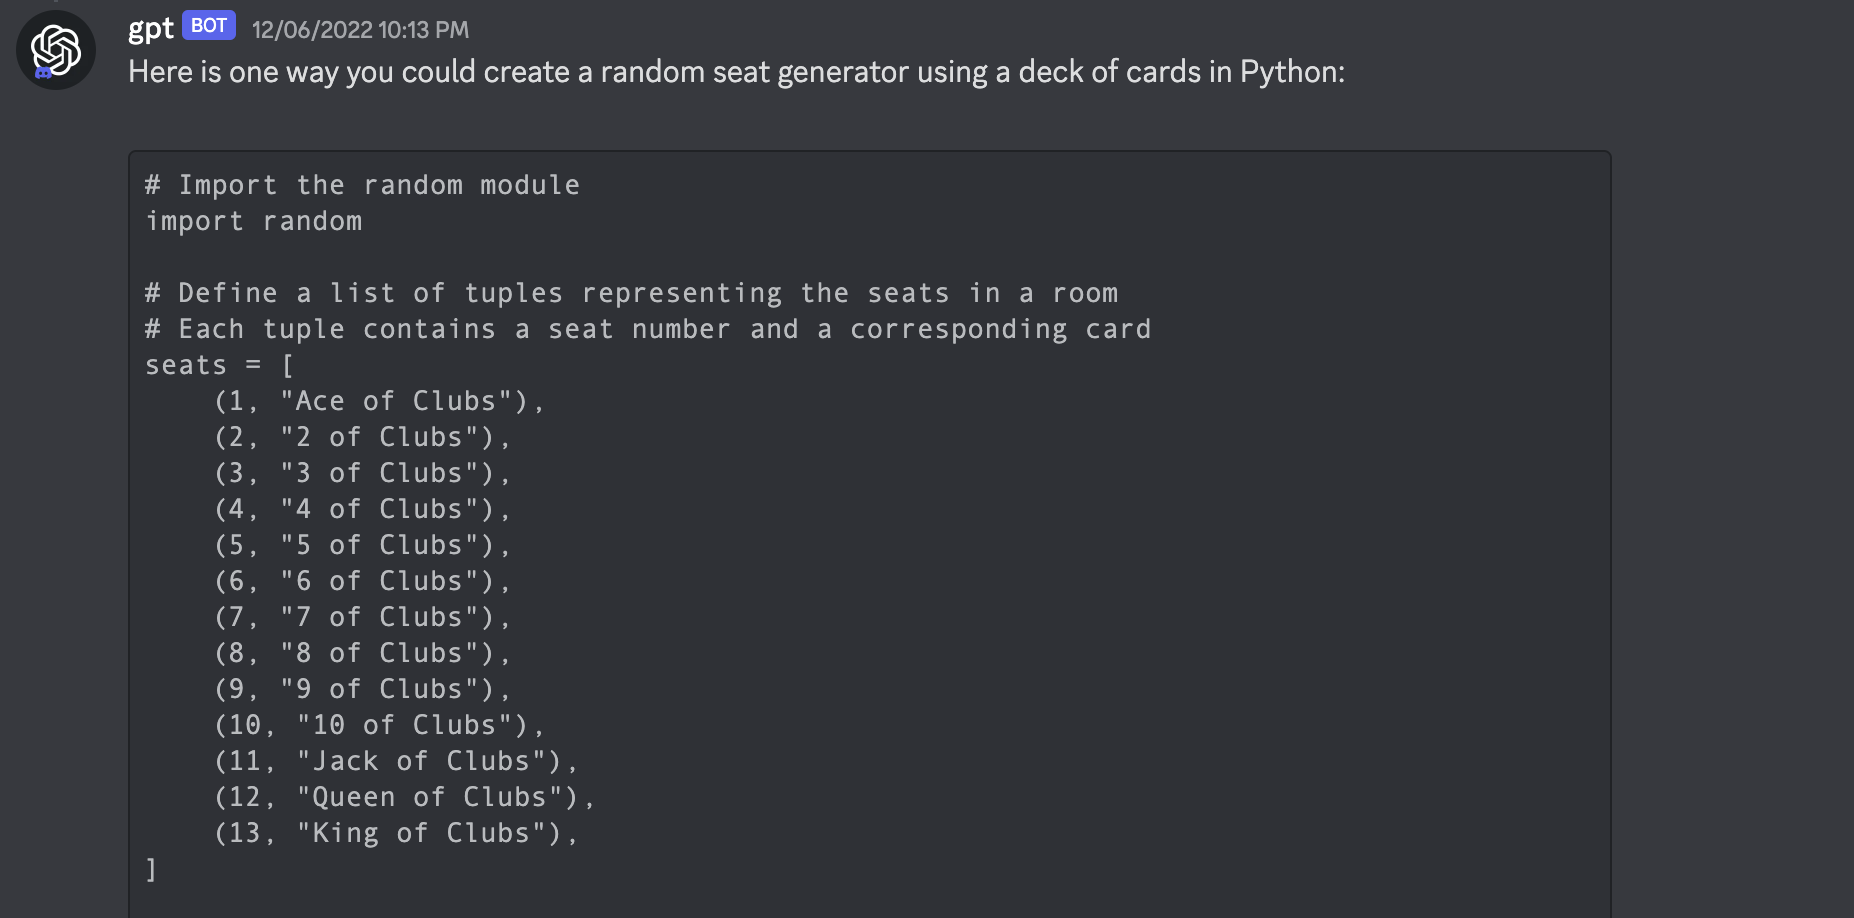 gpt BOT 12/06/2022 10:13 PM
Here is one way you could create a random seat generator using a deck of cards in Python:
# Import the random module
import random
# Define a list of tuples representing the seats in a room
# Each tuple contains a seat number and a corresponding card
seats = [
    (1, "Ace of Clubs"),
    (2, "2 of Clubs"),
    (3, "3 of Clubs"),
    (4, "4 of Clubs"),
    (5, "5 of Clubs"),
    (6, "6 of Clubs"),
    (7, "7 of Clubs"),
    (8, "8 of Clubs"),
    (9, "9 of Clubs"),
    (10, "10 of Clubs"),
    (11, "Jack of Clubs"),
    (12, "Queen of Clubs"),
    (13, "King of Clubs"),
]